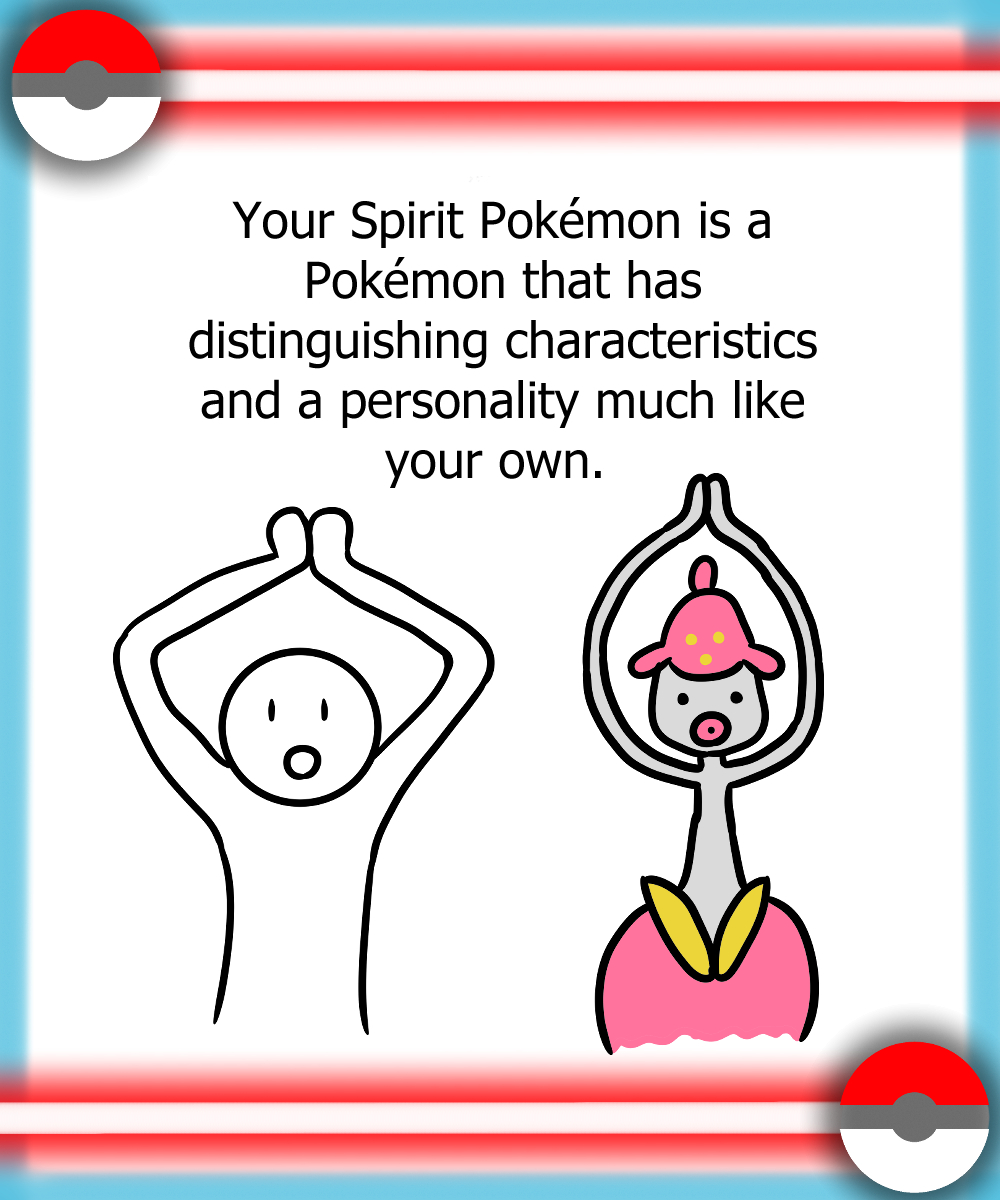 Your Spirit Pokémon is a
Pokémon that has
distinguishing characteristics
and a personality much like
your own.